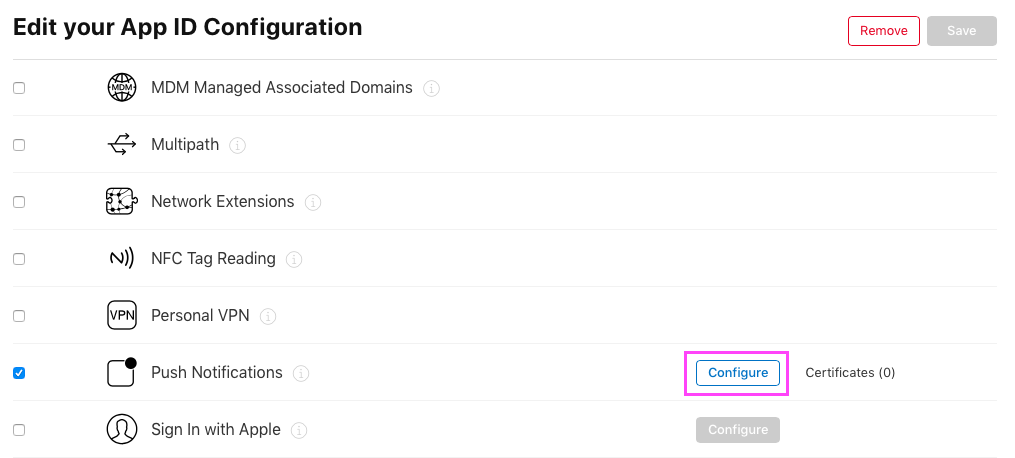 Edit your App ID Configuration
Remove
Save
MDM MDM Managed Associated Domains i
Multipath i
Network Extensions i
NFC Tag Reading i
VPN Personal VPN i
Push Notifications i Configure Certificates (0)
Sign In with Apple i Configure